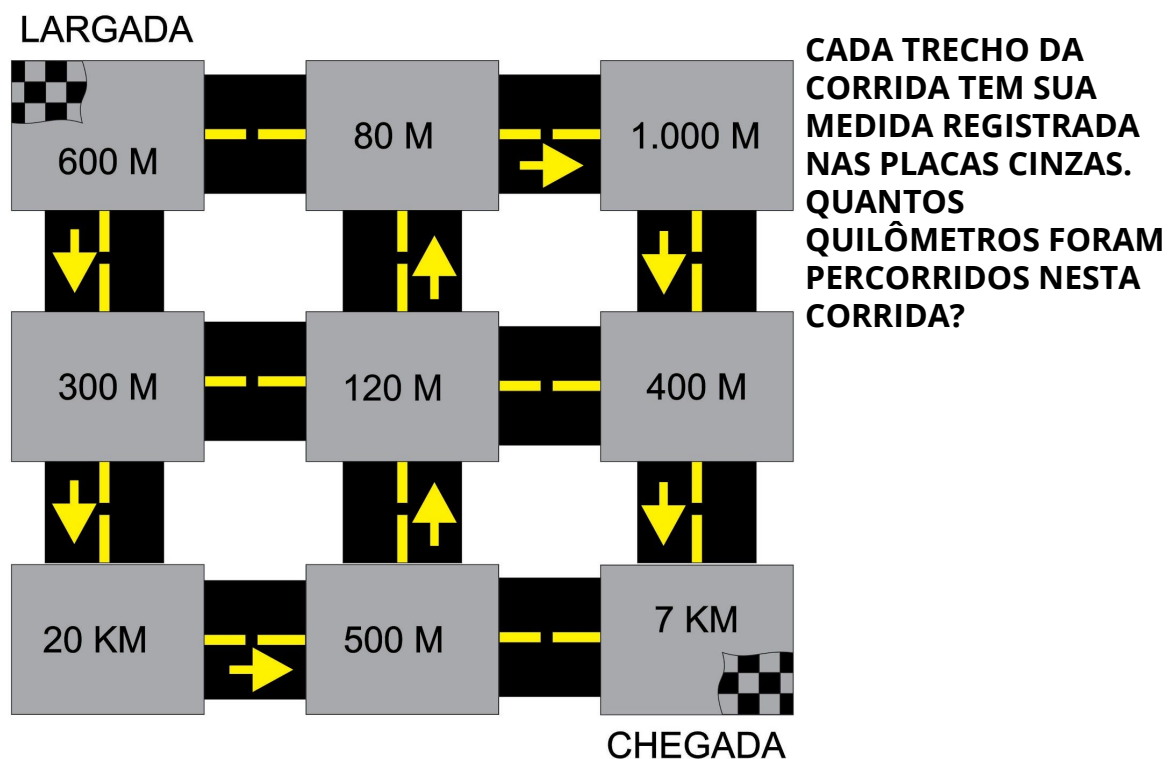 LARGADA
600 M
80 M
1.000 M
300 M
120 M
400 M
20 KM
500 M
7 KM
CHEGADA
CADA TRECHO DA
CORRIDA TEM SUA
MEDIDA REGISTRADA
NAS PLACAS CINZAS.
QUANTOS
QUILÔMETROS FORAM
PERCORRIDOS NESTA
CORRIDA?